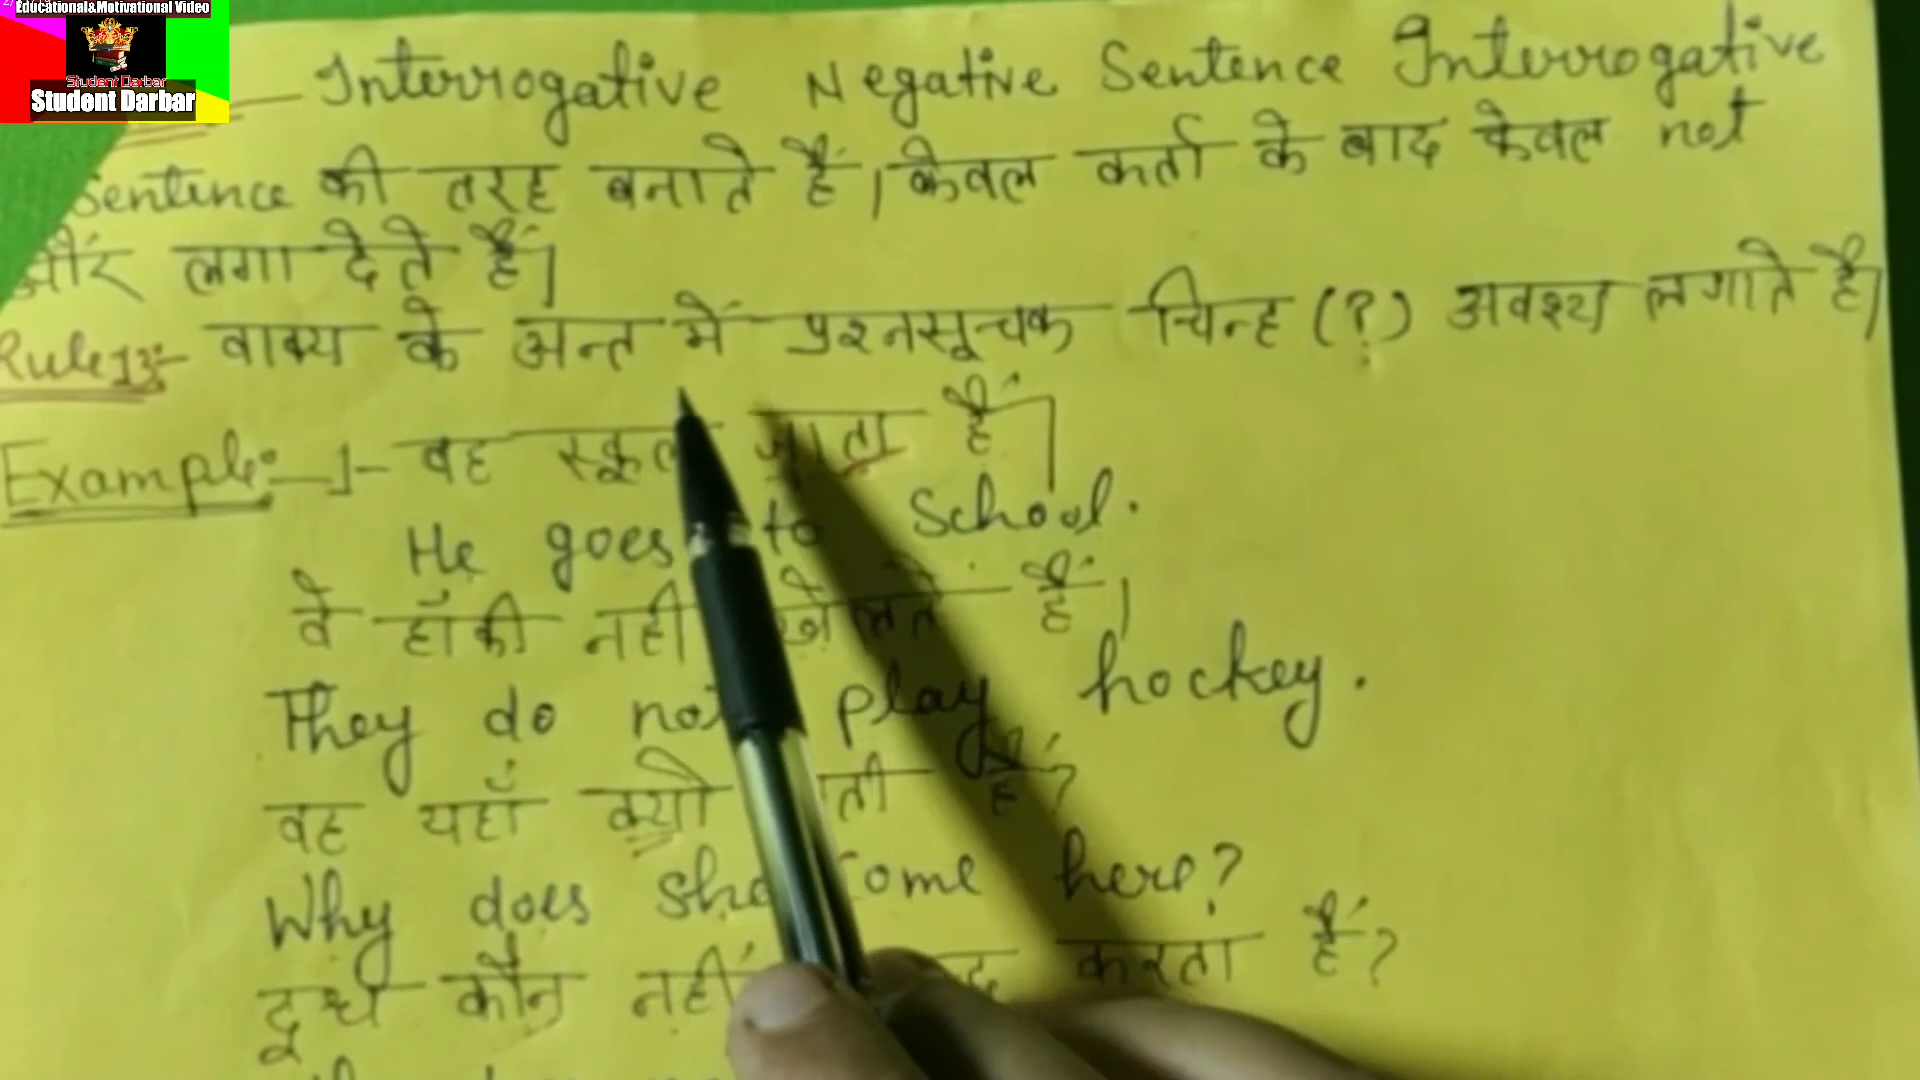 Educational&Motivational Video
Student Darbar
Student Darbar
Interrogative Negative Sentence Interrogative
Sentence की तरह बनाते हैं। केवल कर्ता के बाद केवल not
और लगा देते हैं।
Rule 13:- वाक्य के अन्त में प्रश्नसूचक चिन्ह (?) अवश्य लगाते है।
Example:- 1- वह स्कूल जाता हैं।
He goes to School.
वे हॉकी नही खेलते हैं।
They do not play hockey.
वह यहाँ क्यो ती हैं?
Why does she come here?
दूध कौन नहीं करता हैं?